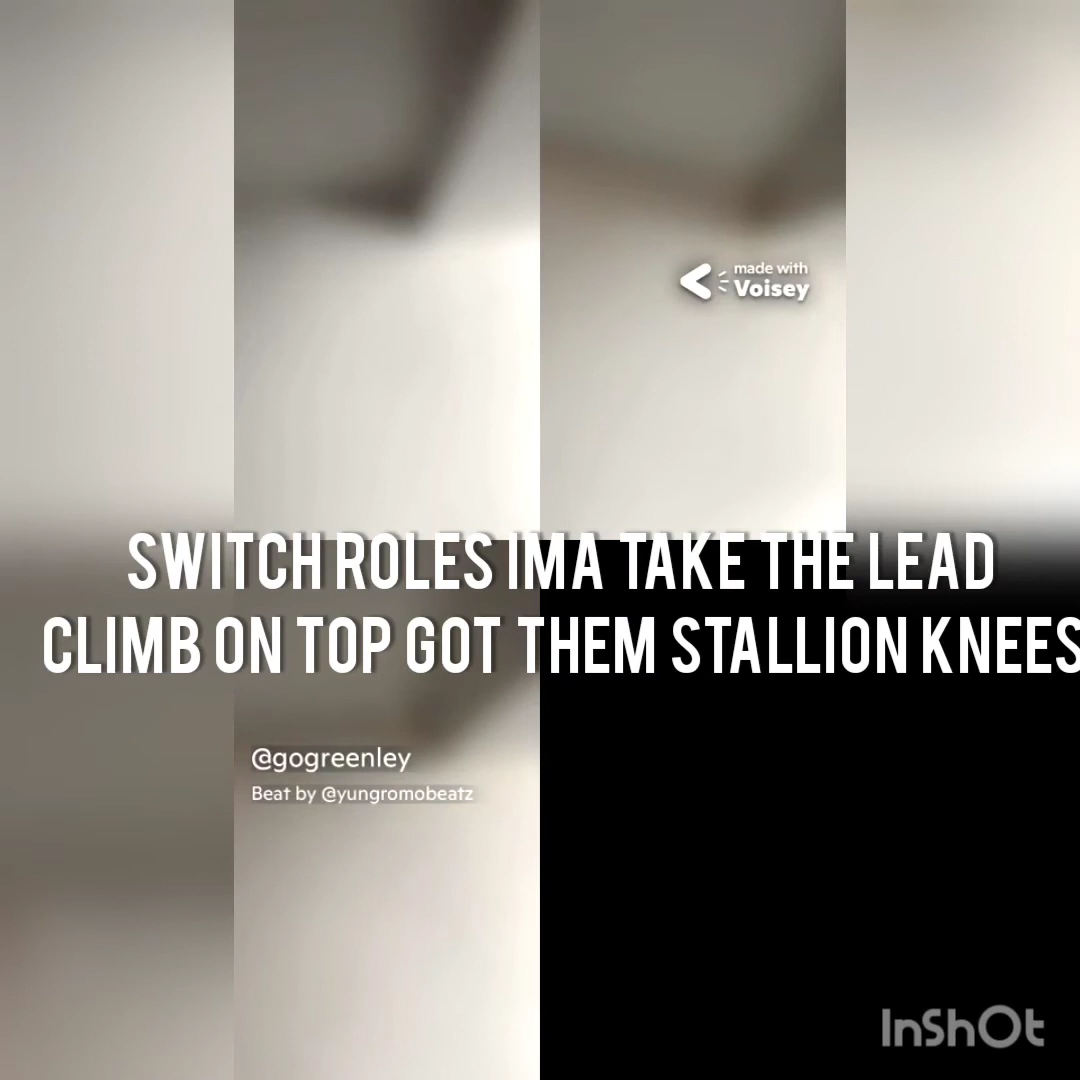 made with
Voisey
SWITCH ROLES IMA TAKE THE LEAD
CLIMB ON TOP GOT THEM STALLION KNEES
@gogreenley
Beat by @yungromobeatz
InShOt